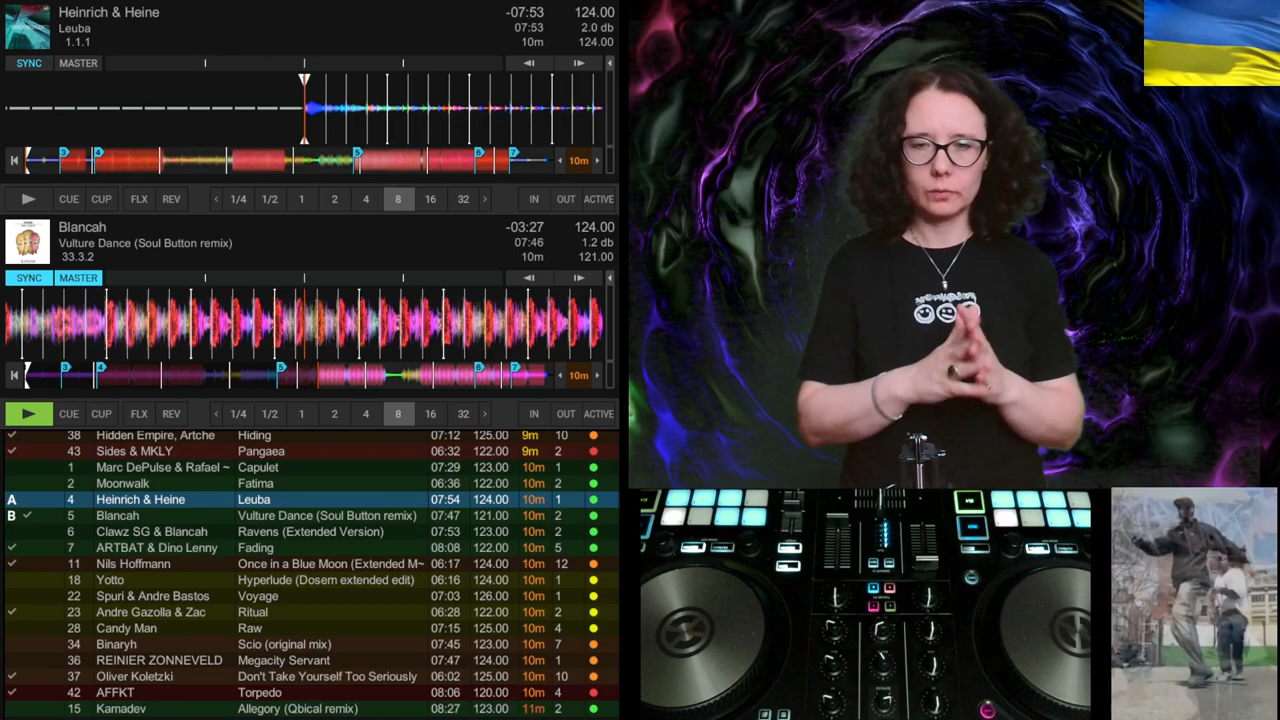 Heinrich & Heine -07:53 124.00
Leuba 07:53 2.0 db
1.1.1 10m 124.00
SYNC MASTER
3 4 5 6 7 10m
CUE CUP FLX REV 1/4 1/2 1 2 4 8 16 32 IN OUT ACTIVE
Blancah -03:27 124.00
Vulture Dance (Soul Button remix) 07:46 1.2 db
33.3.2 10m 121.00
SYNC MASTER
3 4 5 6 7 10m
CUE CUP FLX REV 1/4 1/2 1 2 4 8 16 32 IN OUT ACTIVE
38 Hidden Empire, Artche Hiding 07:12 125.00 9m 10
43 Sides & MKLY Pangaea 06:32 122.00 9m 2
1 Marc DePulse & Rafael ~ Capulet 07:29 123.00 10m 1
2 Moonwalk Fatima 06:36 122.00 10m 2
A 4 Heinrich & Heine Leuba 07:54 124.00 10m 1
B 5 Blancah Vulture Dance (Soul Button remix) 07:47 121.00 10m 2
6 Clawz SG & Blancah Ravens (Extended Version) 07:53 123.00 10m 2
7 ARTBAT & Dino Lenny Fading 08:08 122.00 10m 5
11 Nils Hoffmann Once in a Blue Moon (Extended M~ 06:17 124.00 10m 12
18 Yotto Hyperlude (Dosem extended edit) 06:16 124.00 10m 1
22 Spuri & Andre Bastos Voyage 07:03 126.00 10m 1
23 Andre Gazolla & Zac Ritual 06:28 122.00 10m 2
28 Candy Man Raw 07:15 125.00 10m 4
34 Binaryh Scio (original mix) 07:45 123.00 10m 7
36 REINIER ZONNEVELD Megacity Servant 07:47 124.00 10m 1
37 Oliver Koletzki Don't Take Yourself Too Seriously 06:02 125.00 10m 10
42 AFFKT Torpedo 08:06 120.00 10m 4
15 Kamadev Allegory (Qbical remix) 08:27 123.00 11m 2